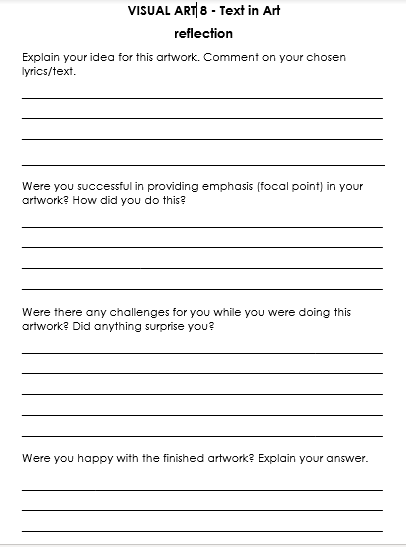 VISUAL ART 8 - Text in Art
reflection
Explain your idea for this artwork. Comment on your chosen
lyrics/text.
Were you successful in providing emphasis (focal point) in your
artwork? How did you do this?
Were there any challenges for you while you were doing this
artwork? Did anything surprise you?
Were you happy with the finished artwork? Explain your answer.